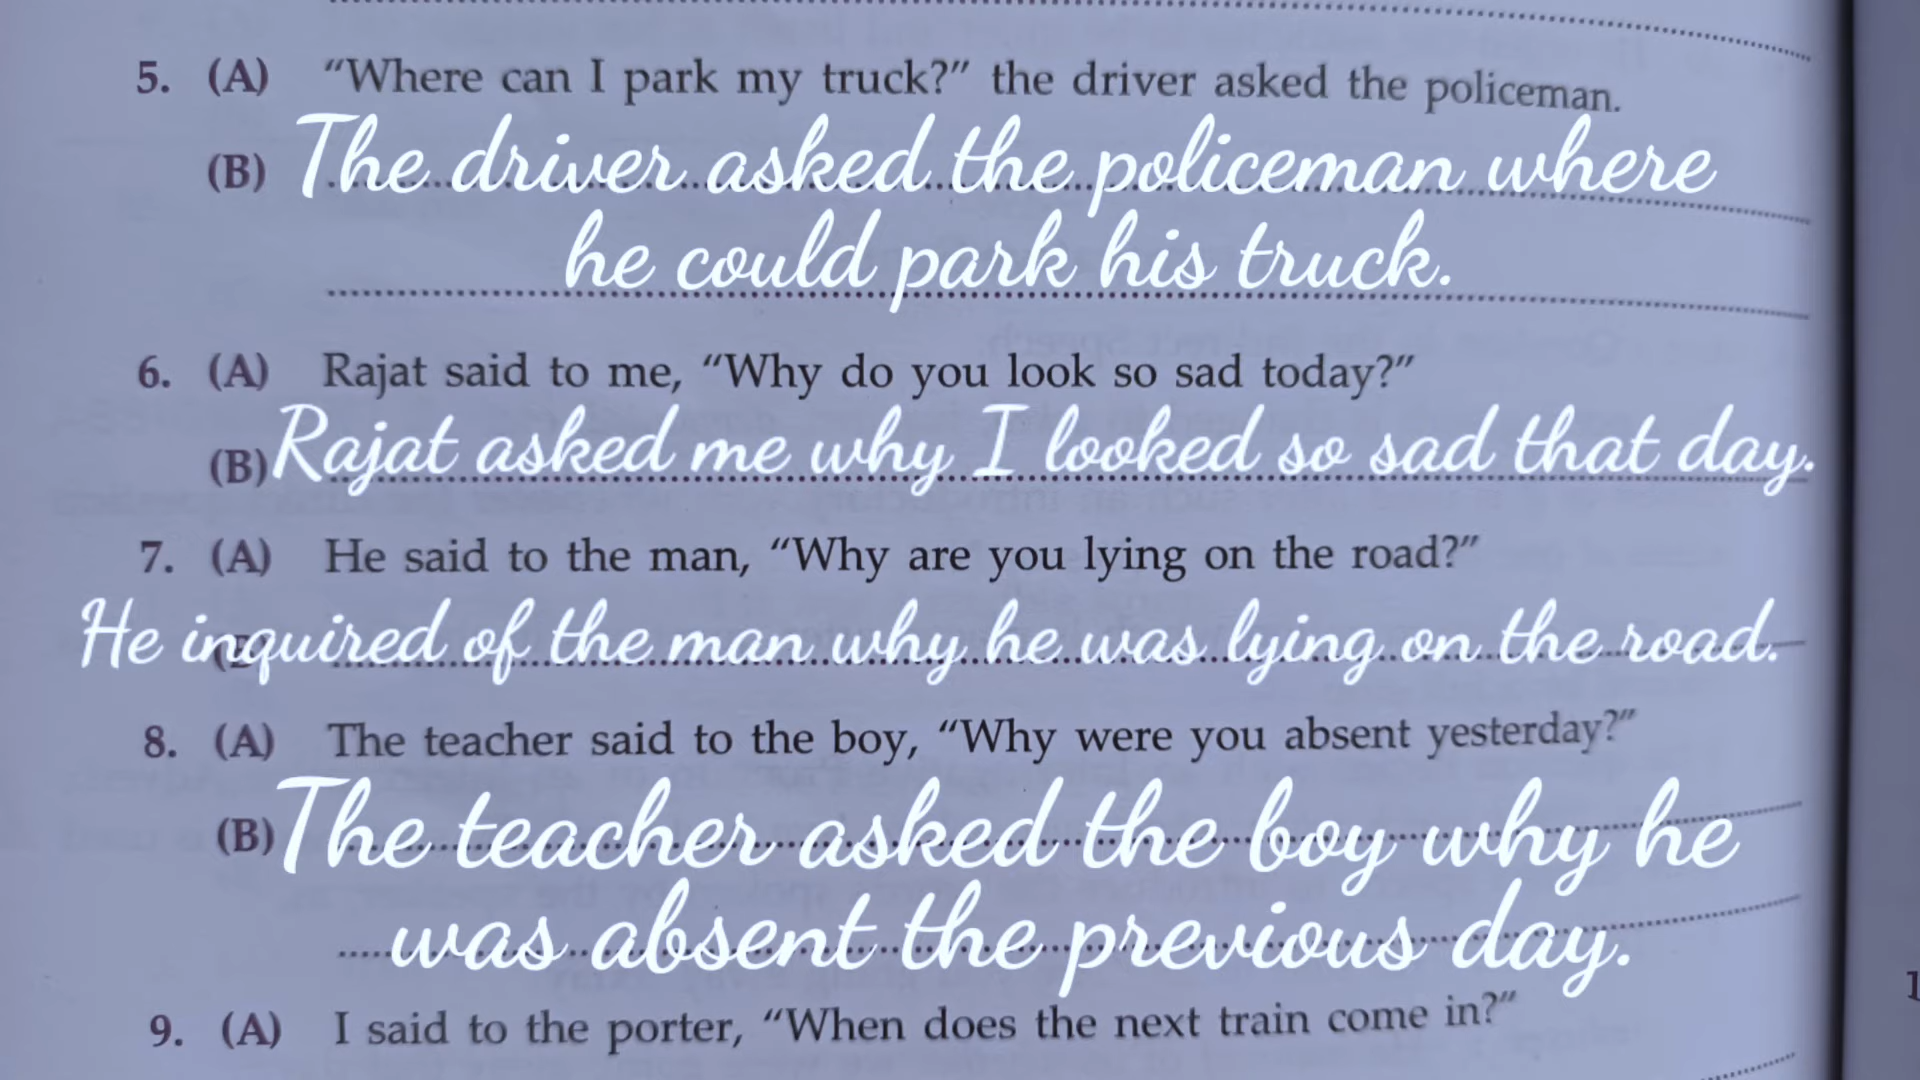 5. (A) “Where can I park my truck?” the driver asked the policeman.
(B) The driver asked the policeman where
he could park his truck.
6. (A) Rajat said to me, “Why do you look so sad today?”
(B) Rajat asked me why I looked so sad that day.
7. (A) He said to the man, “Why are you lying on the road?”
He inquired of the man why he was lying on the road.
8. (A) The teacher said to the boy, “Why were you absent yesterday?”
(B) The teacher asked the boy why he
was absent the previous day.
9. (A) I said to the porter, “When does the next train come in?”